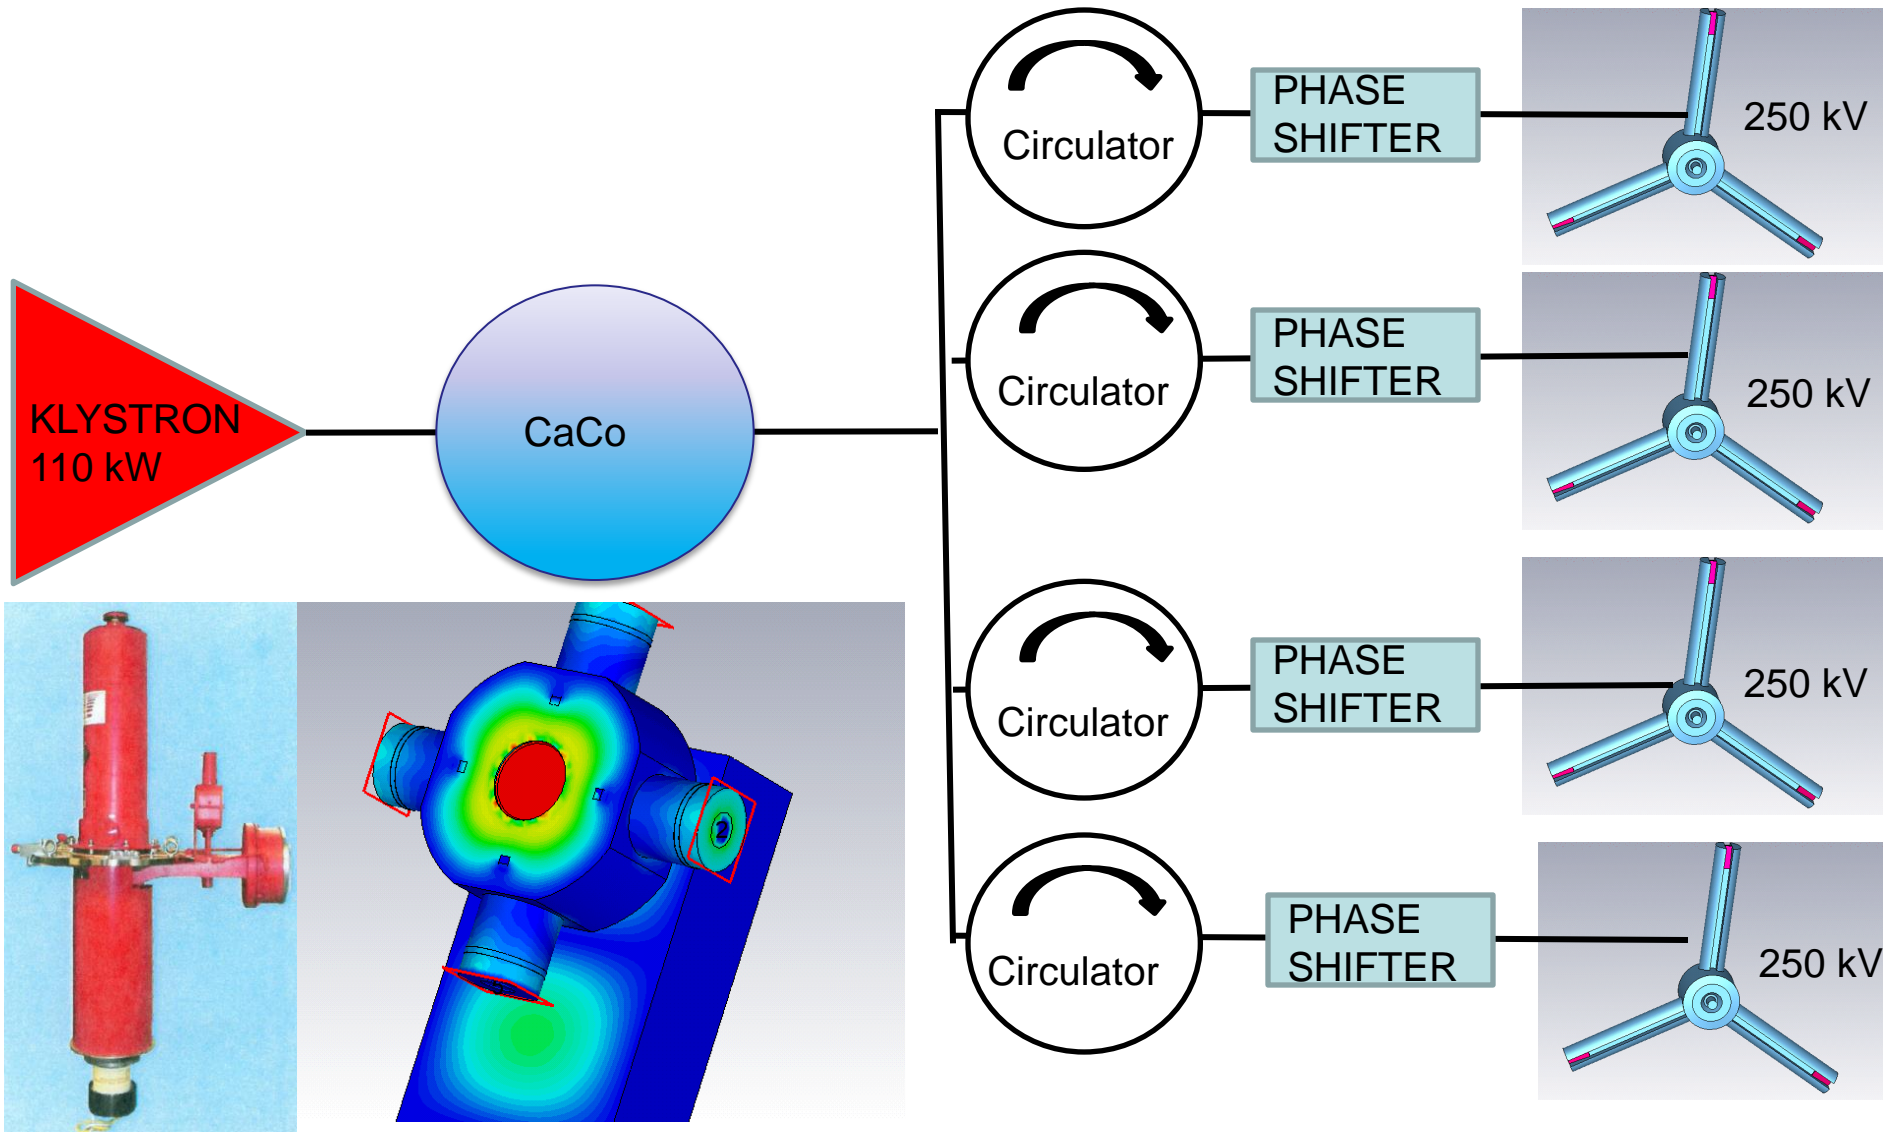 KLYSTRON
110 kW
CaCo
Circulator
PHASE
SHIFTER
250 kV
Circulator
PHASE
SHIFTER
250 kV
Circulator
PHASE
SHIFTER
250 kV
Circulator
PHASE
SHIFTER
250 kV
2